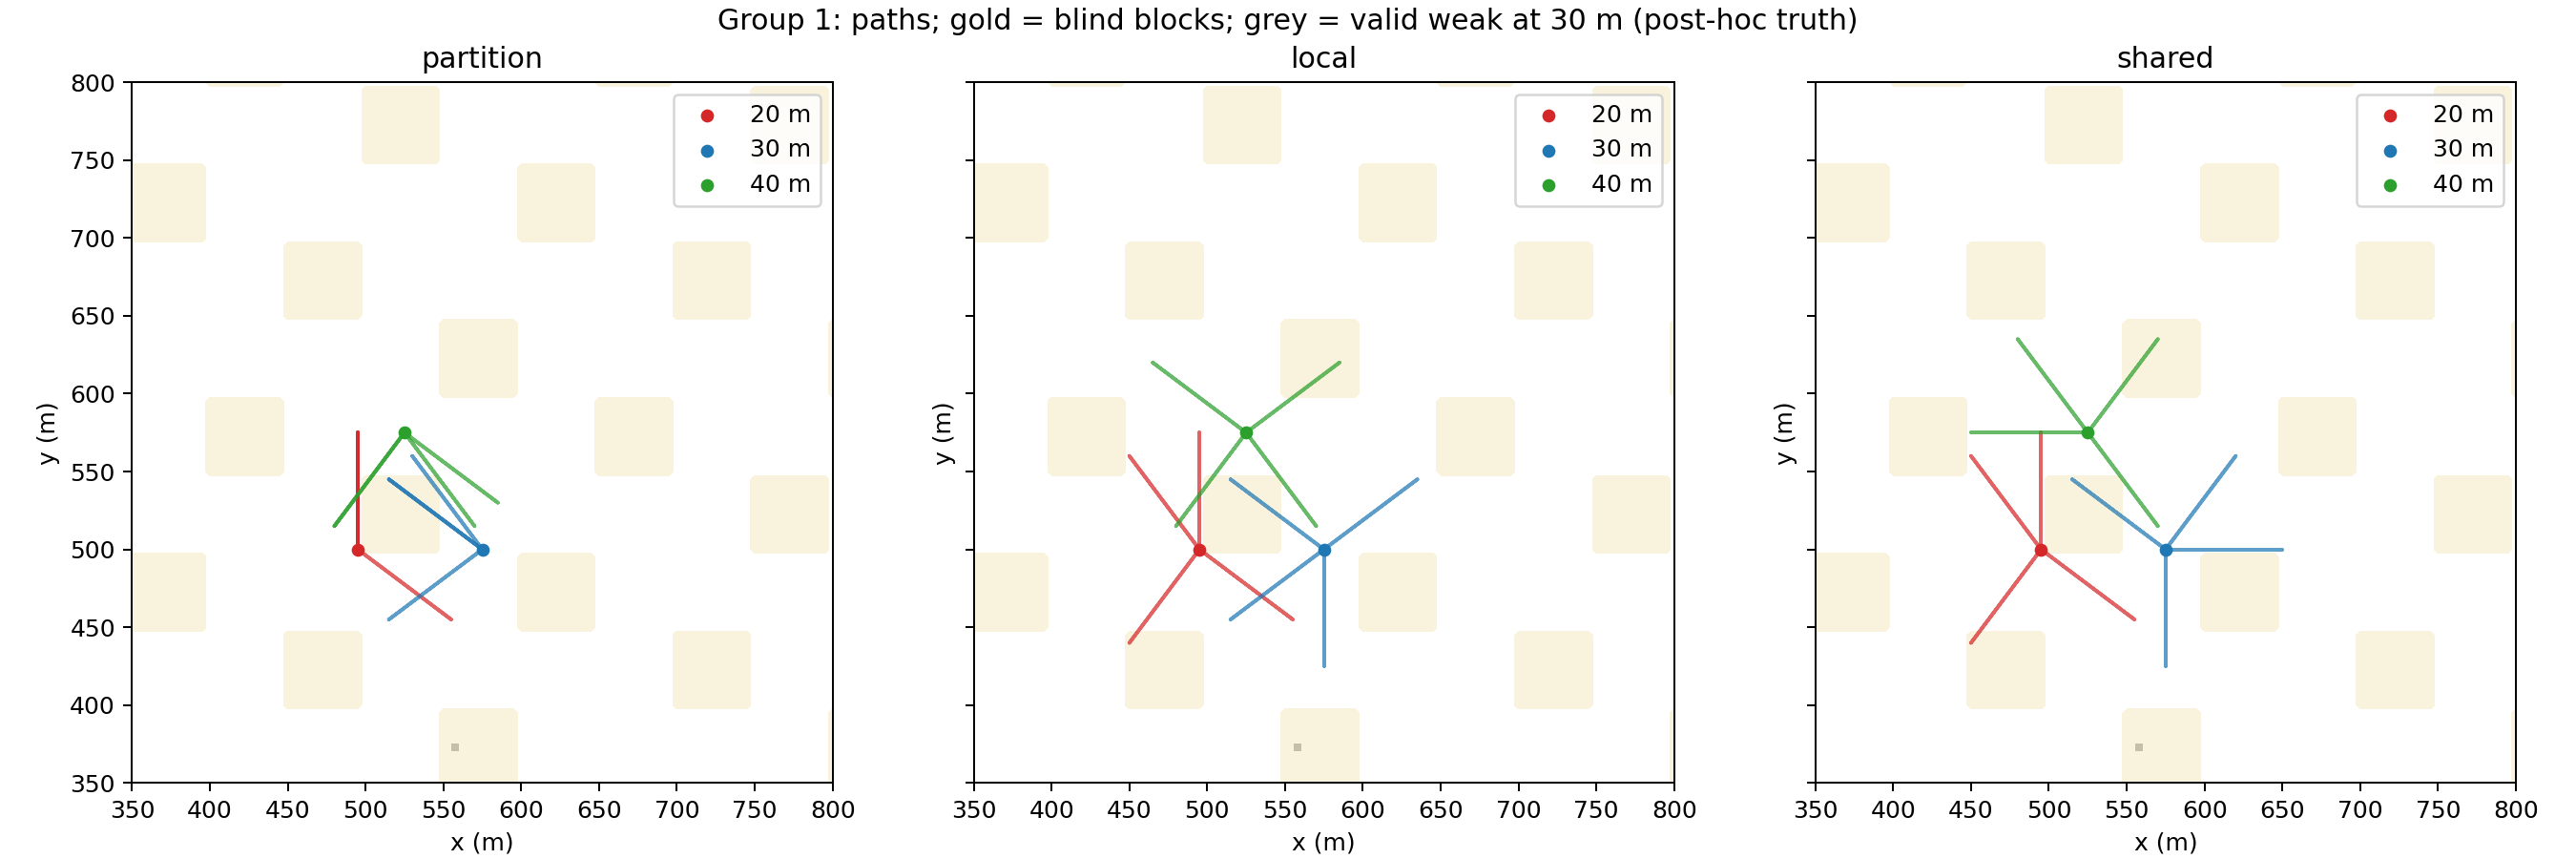 Group 1: paths; gold = blind blocks; grey = valid weak at 30 m (post-hoc truth)
partition
800
750
700
650
600
550
500
450
400
350
y (m)
350 400 450 500 550 600 650 700 750 800
x (m)
20 m
30 m
40 m
local
y (m)
350 400 450 500 550 600 650 700 750 800
x (m)
20 m
30 m
40 m
shared
y (m)
350 400 450 500 550 600 650 700 750 800
x (m)
20 m
30 m
40 m